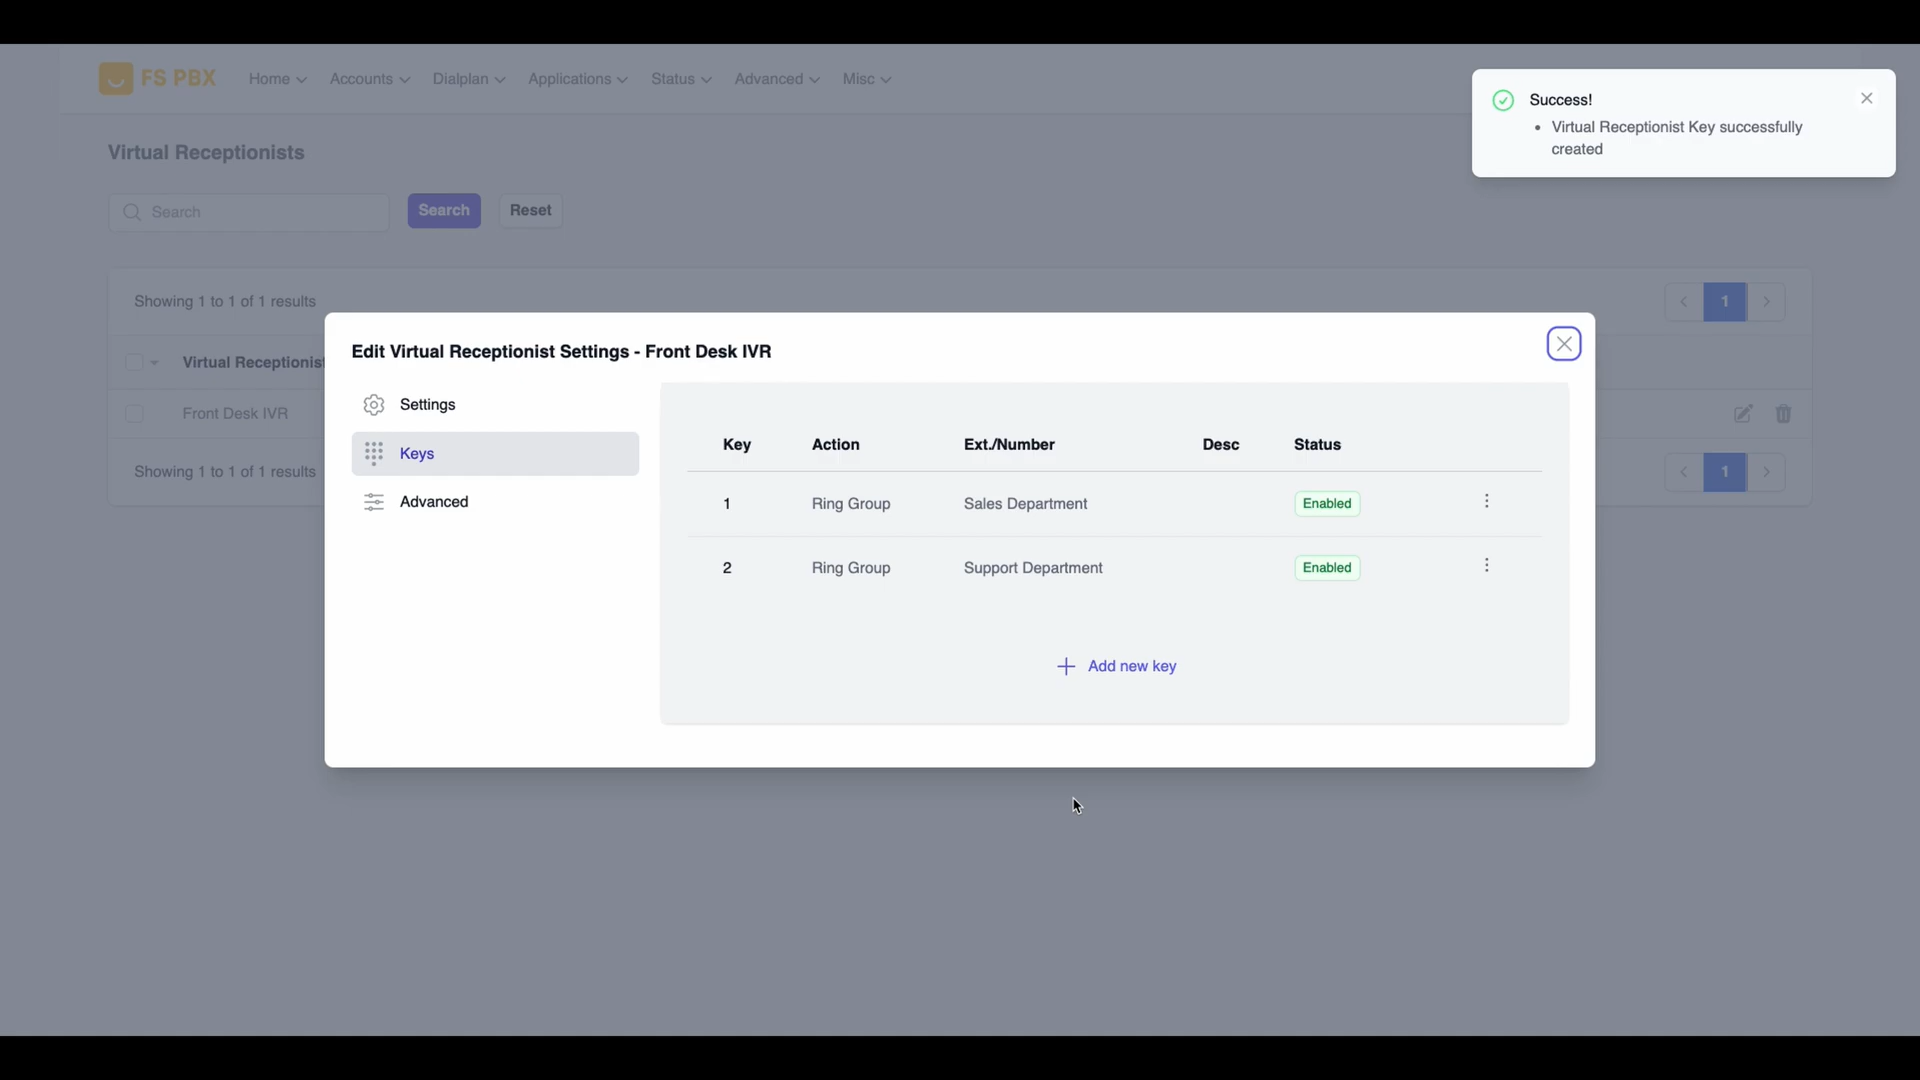 FS PBX Home Accounts Dialplan Applications Status Advanced Misc
Success!
• Virtual Receptionist Key successfully
created
Virtual Receptionists
Search Search Reset
Showing 1 to 1 of 1 results 1
Virtual Receptionist
Front Desk IVR
Showing 1 to 1 of 1 results 1
Edit Virtual Receptionist Settings - Front Desk IVR
Settings
Keys
Advanced
Key Action Ext./Number Desc Status
1 Ring Group Sales Department Enabled
2 Ring Group Support Department Enabled
Add new key